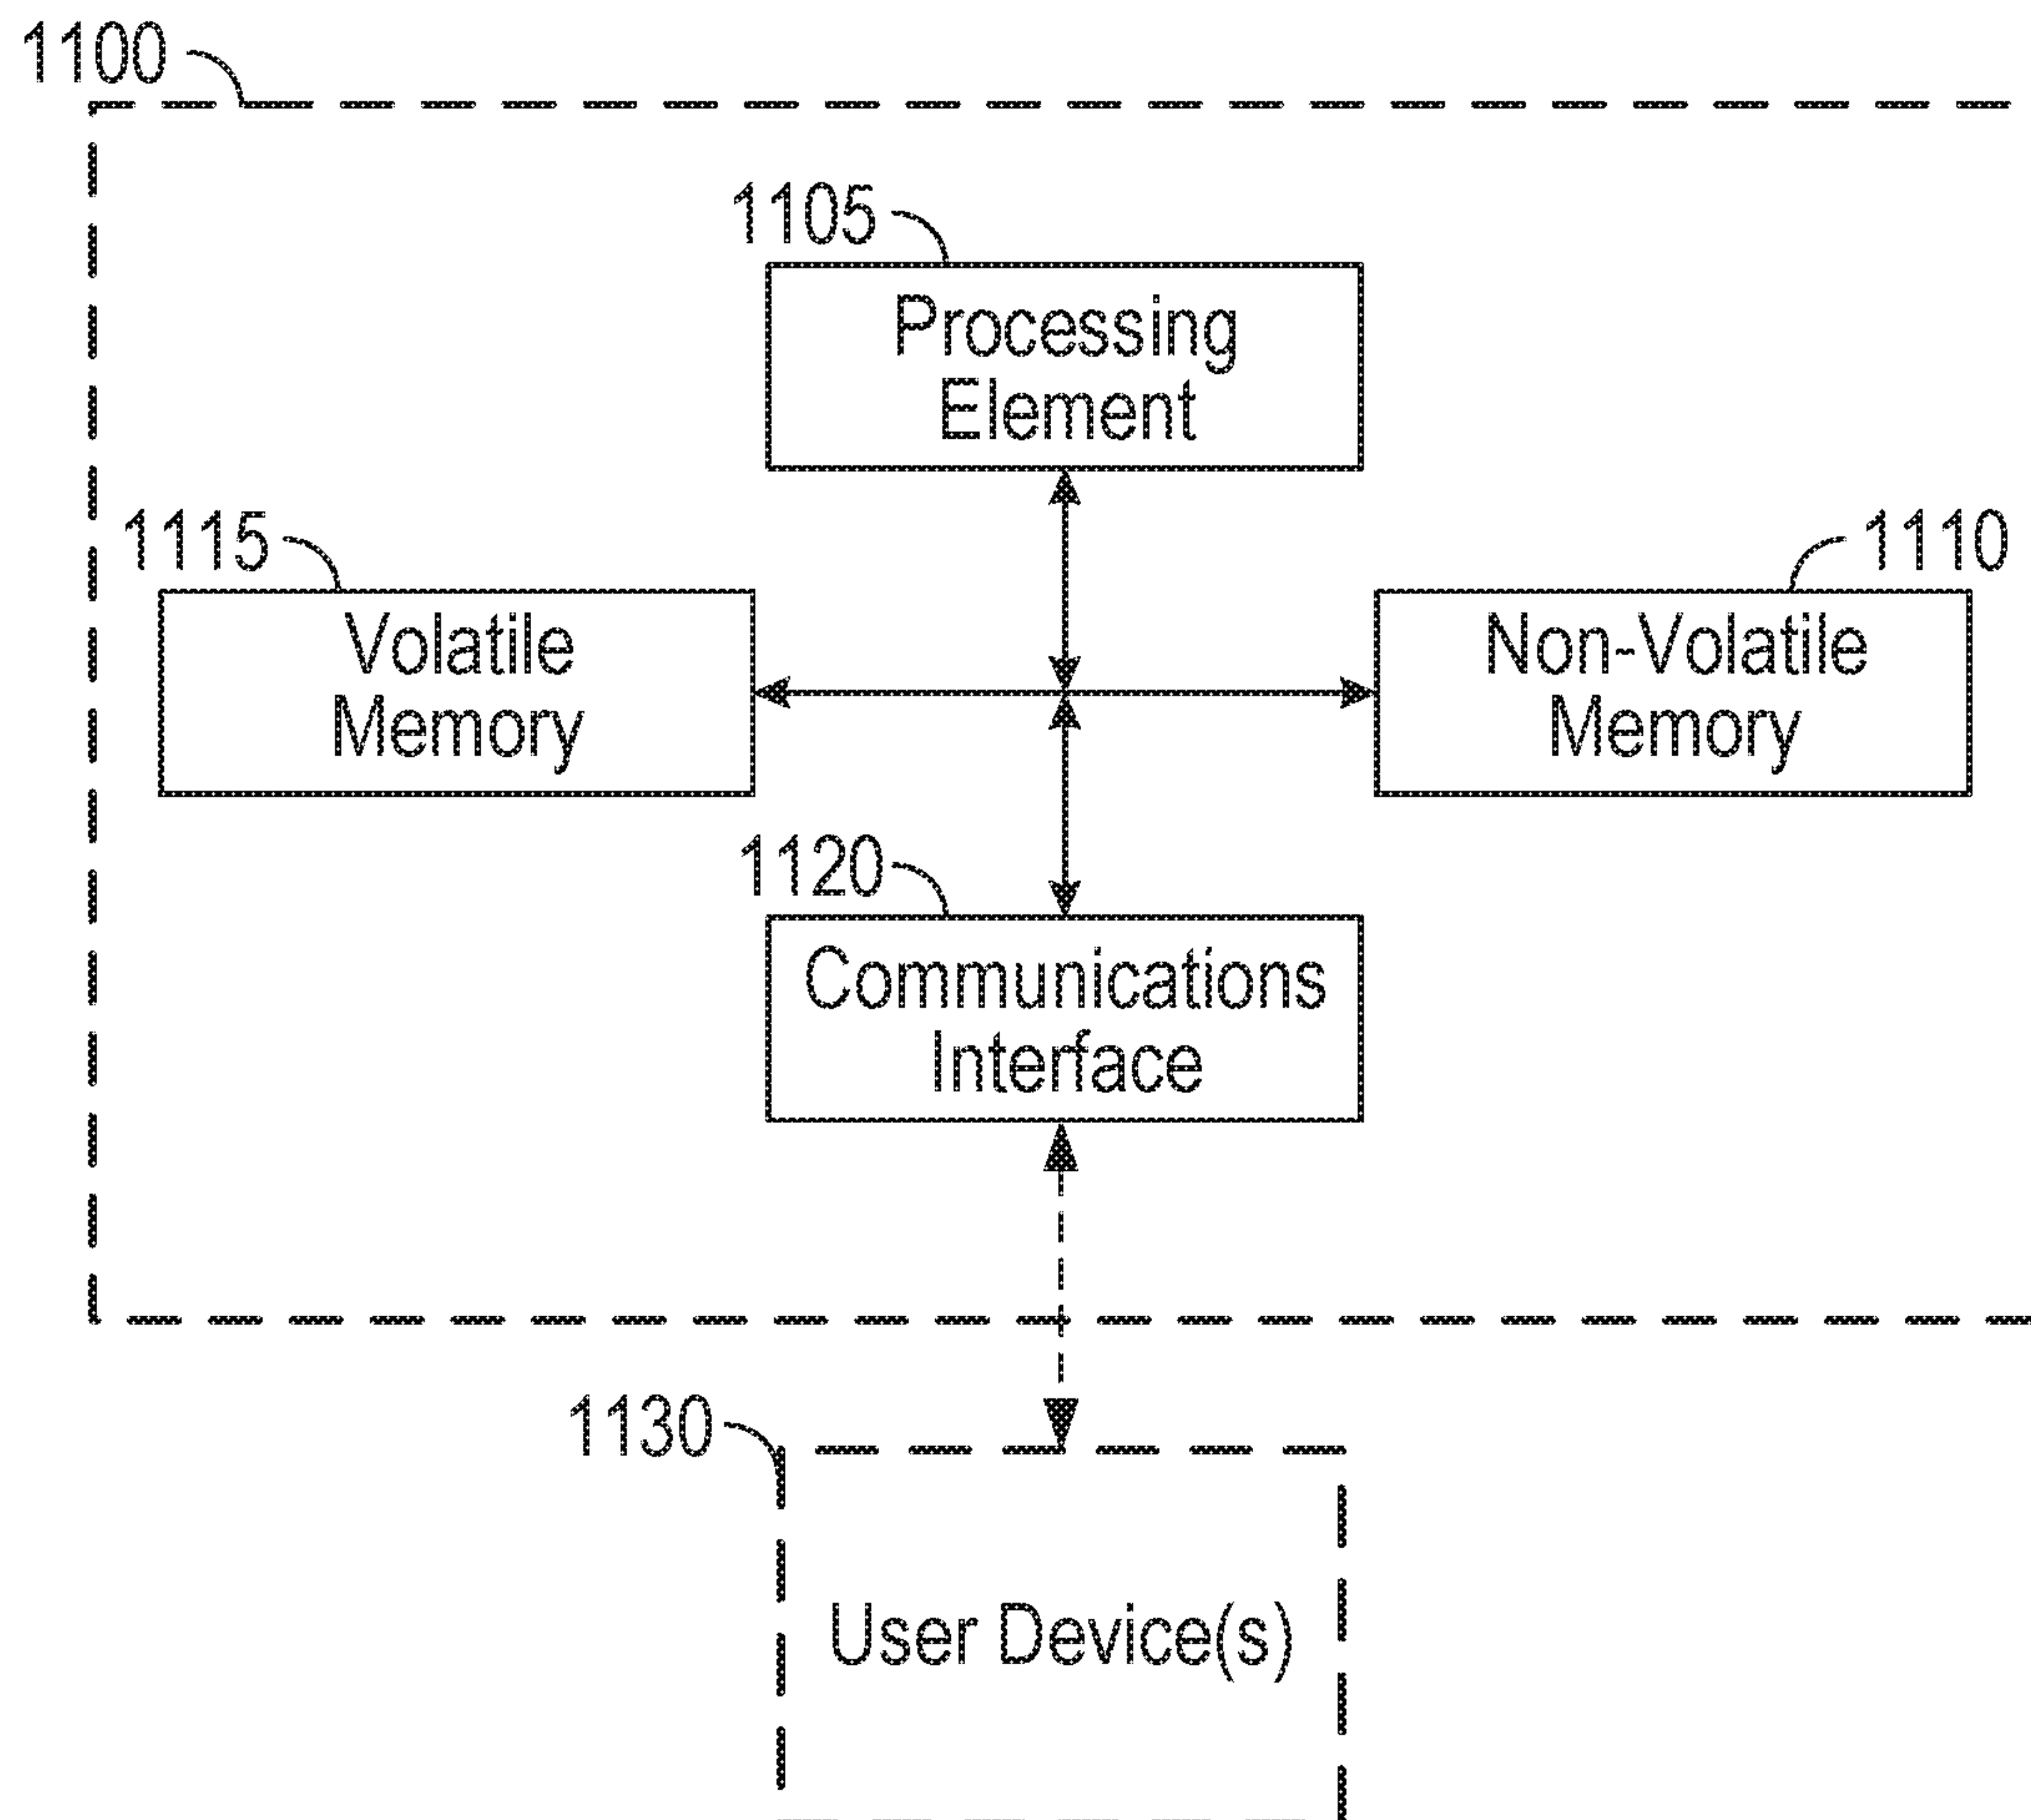 1100
1105
Processing
Element
1115
1110
Volatile
Memory
Non-Volatile
Memory
1120
Communications
Interface
1130
User Device(s)